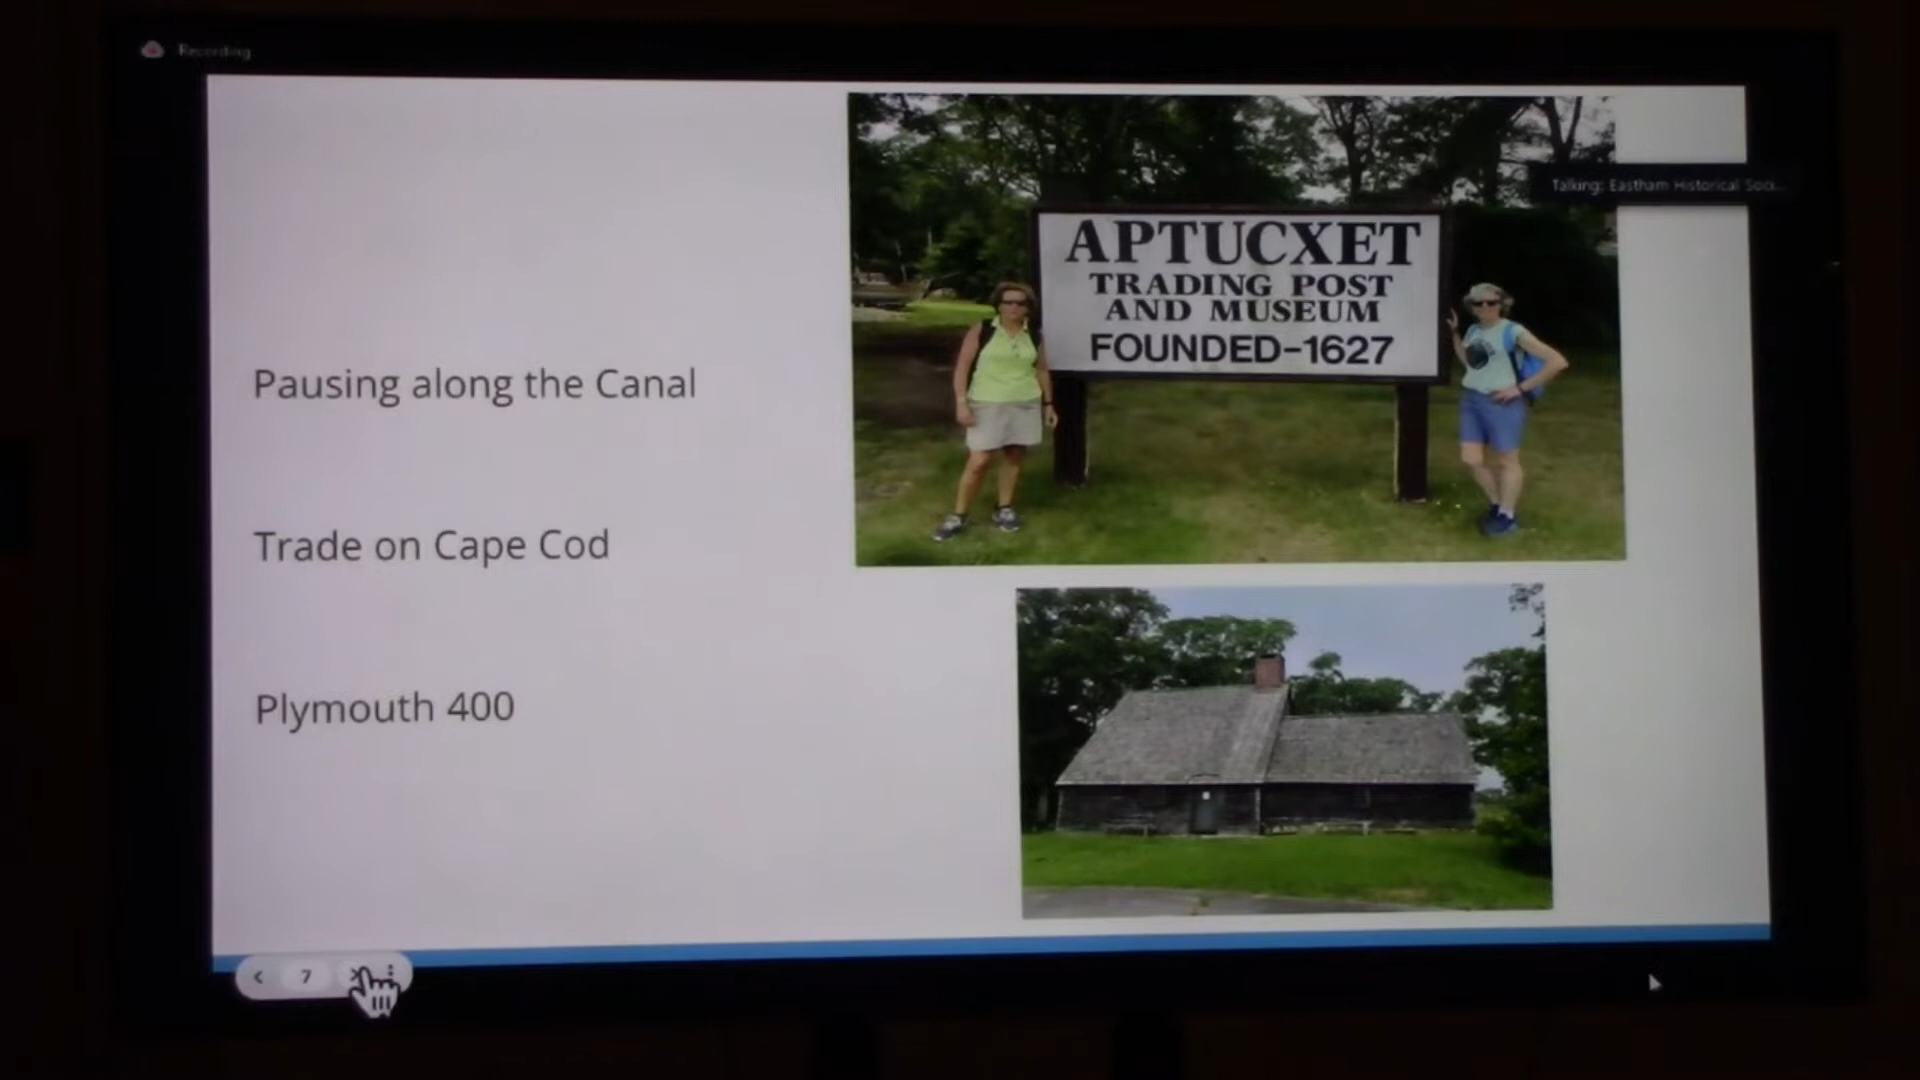 Recording
Talking: Eastham Historical Soci...
APTUCXET
TRADING POST
AND MUSEUM
FOUNDED-1627
Pausing along the Canal
Trade on Cape Cod
Plymouth 400
7